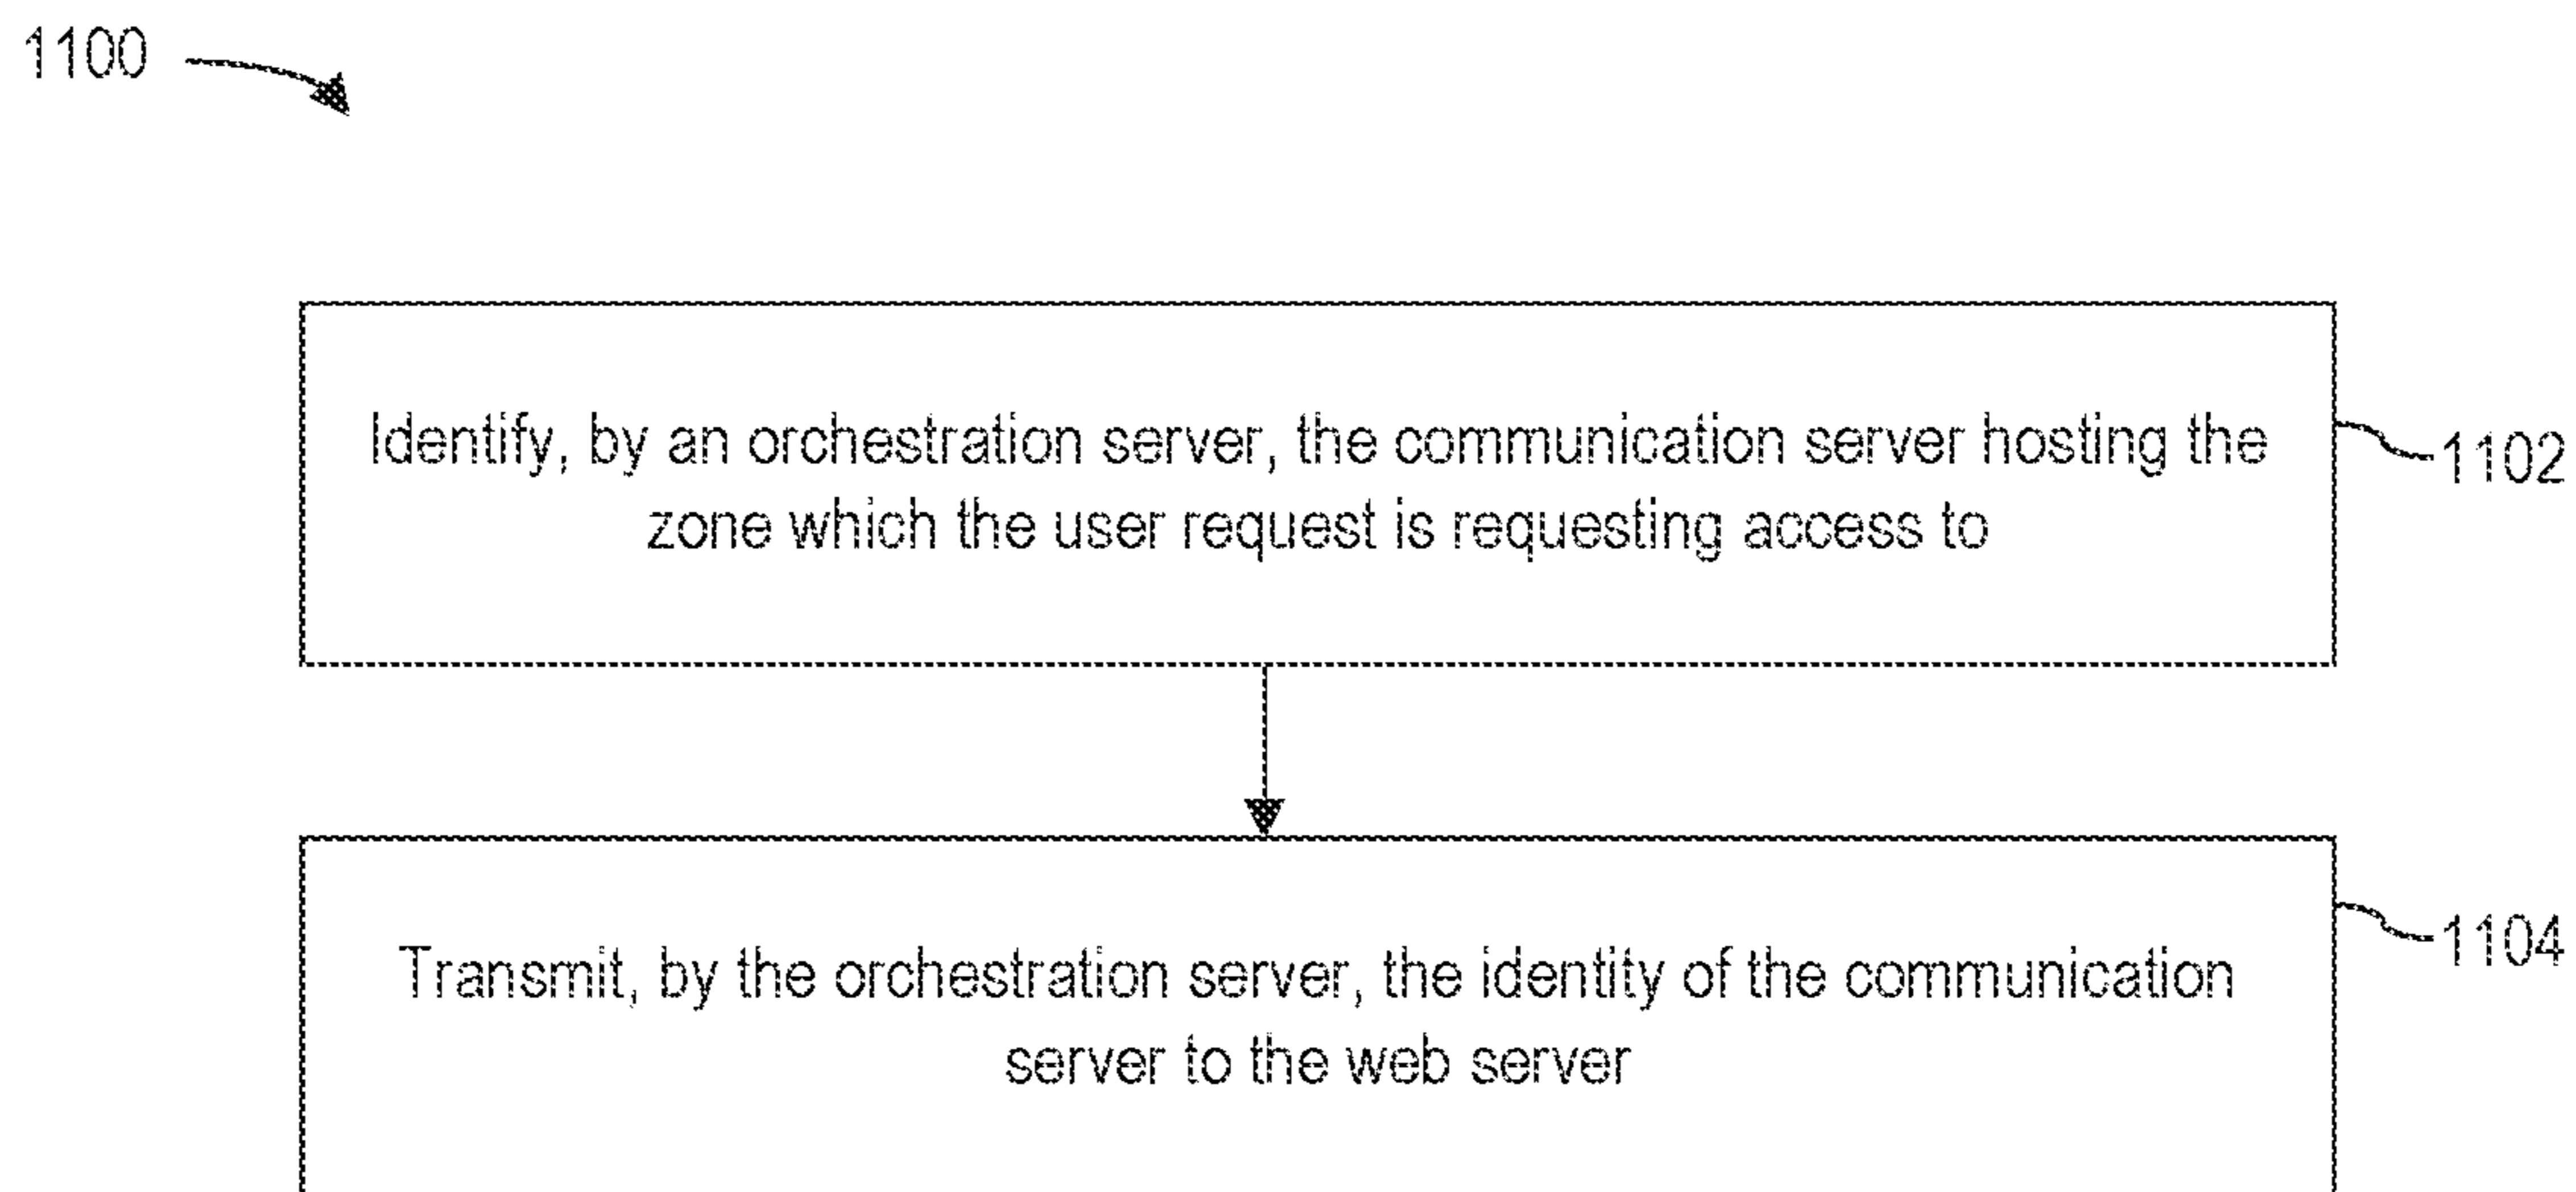 1100
Identify, by an orchestration server, the communication server hosting the
zone which the user request is requesting access to
1102
Transmit, by the orchestration server, the identity of the communication
server to the web server
1104